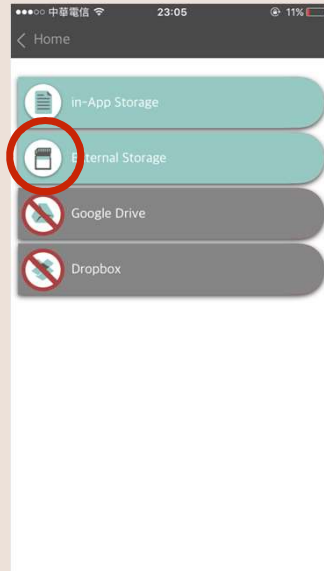 中華電信 23:05 11%
Home
in-App Storage
External Storage
Google Drive
Dropbox